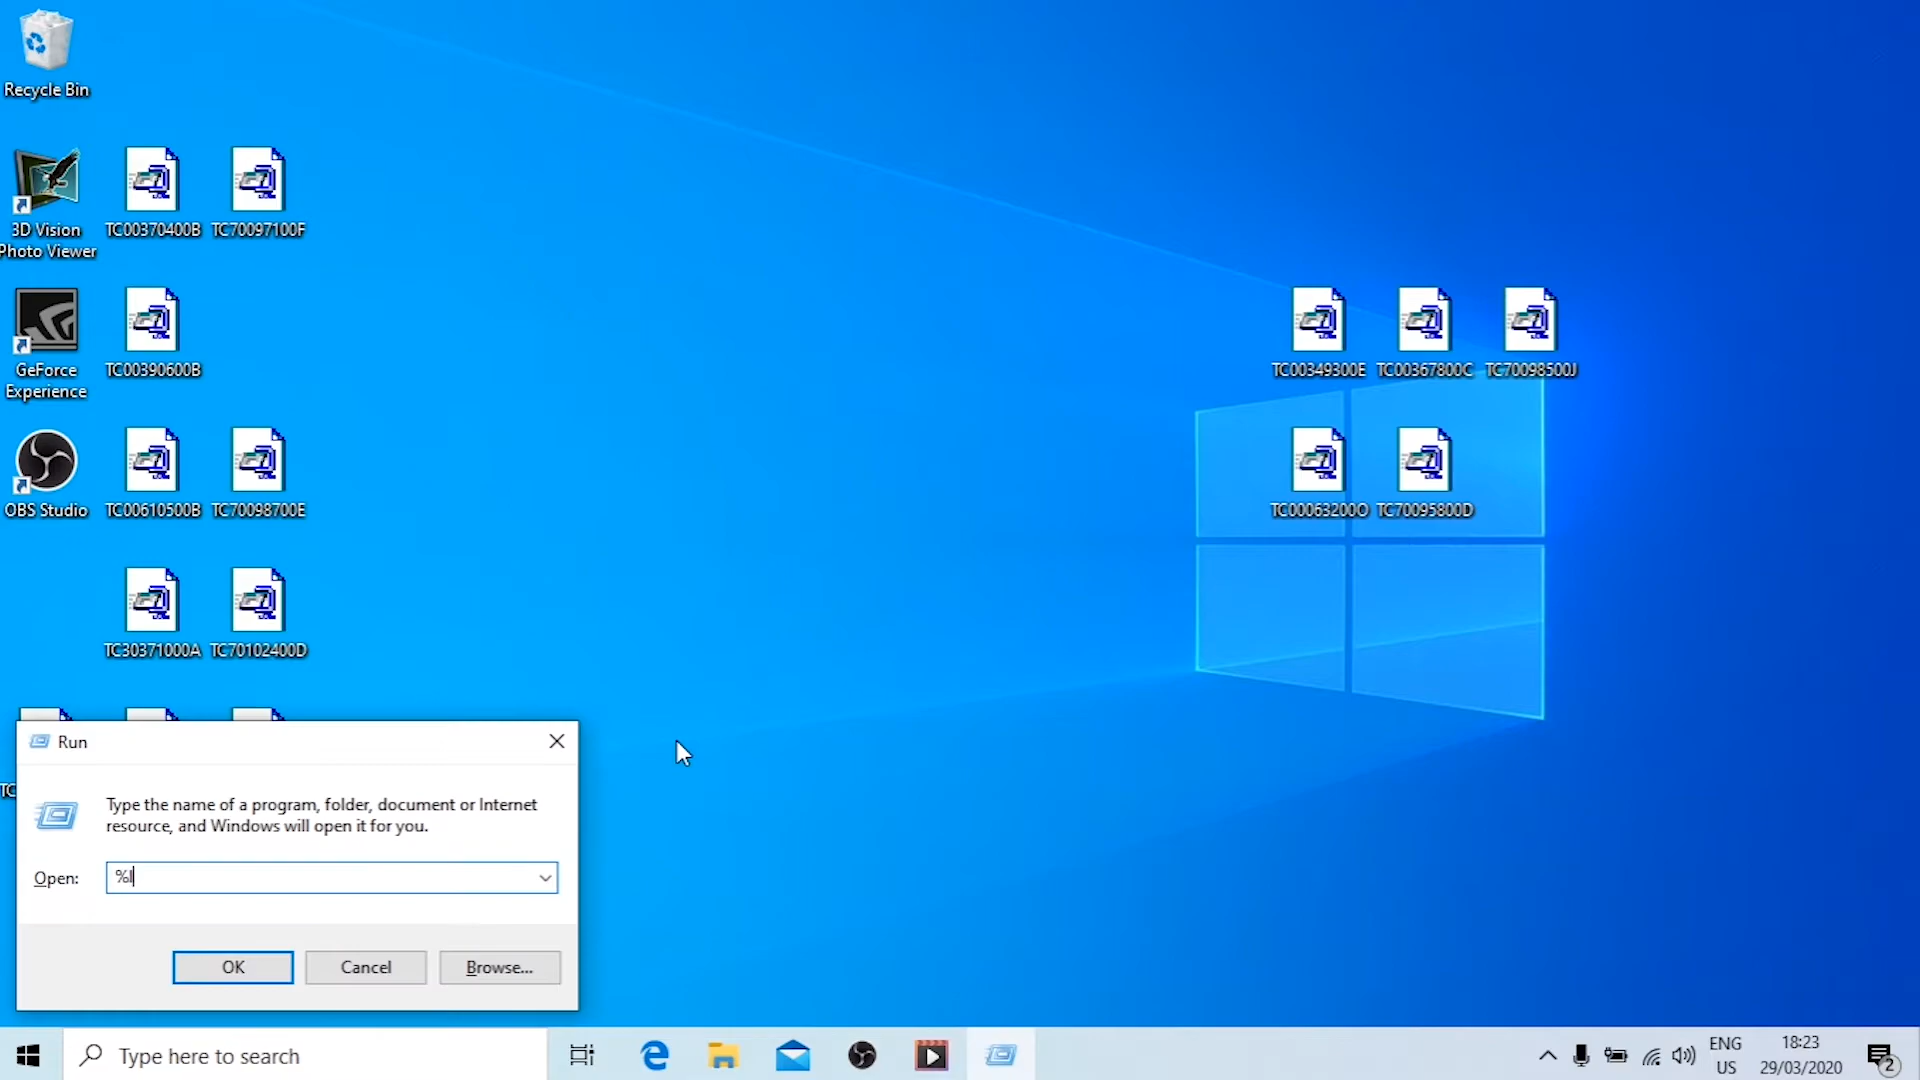 Recycle Bin
3D Vision
Photo Viewer
TC00370400B
TC70097100F
GeForce
Experience
TC00390600B
TC00349300E
TC00367800C
TC70098500J
OBS Studio
TC00610500B
TC70098700E
TC00063200O
TC70095800D
TC30371000A
TC70102400D
TC
Run
Type the name of a program, folder, document or Internet
resource, and Windows will open it for you.
Open:
%l
OK
Cancel
Browse...
Type here to search
ENG
US
18:23
29/03/2020
2